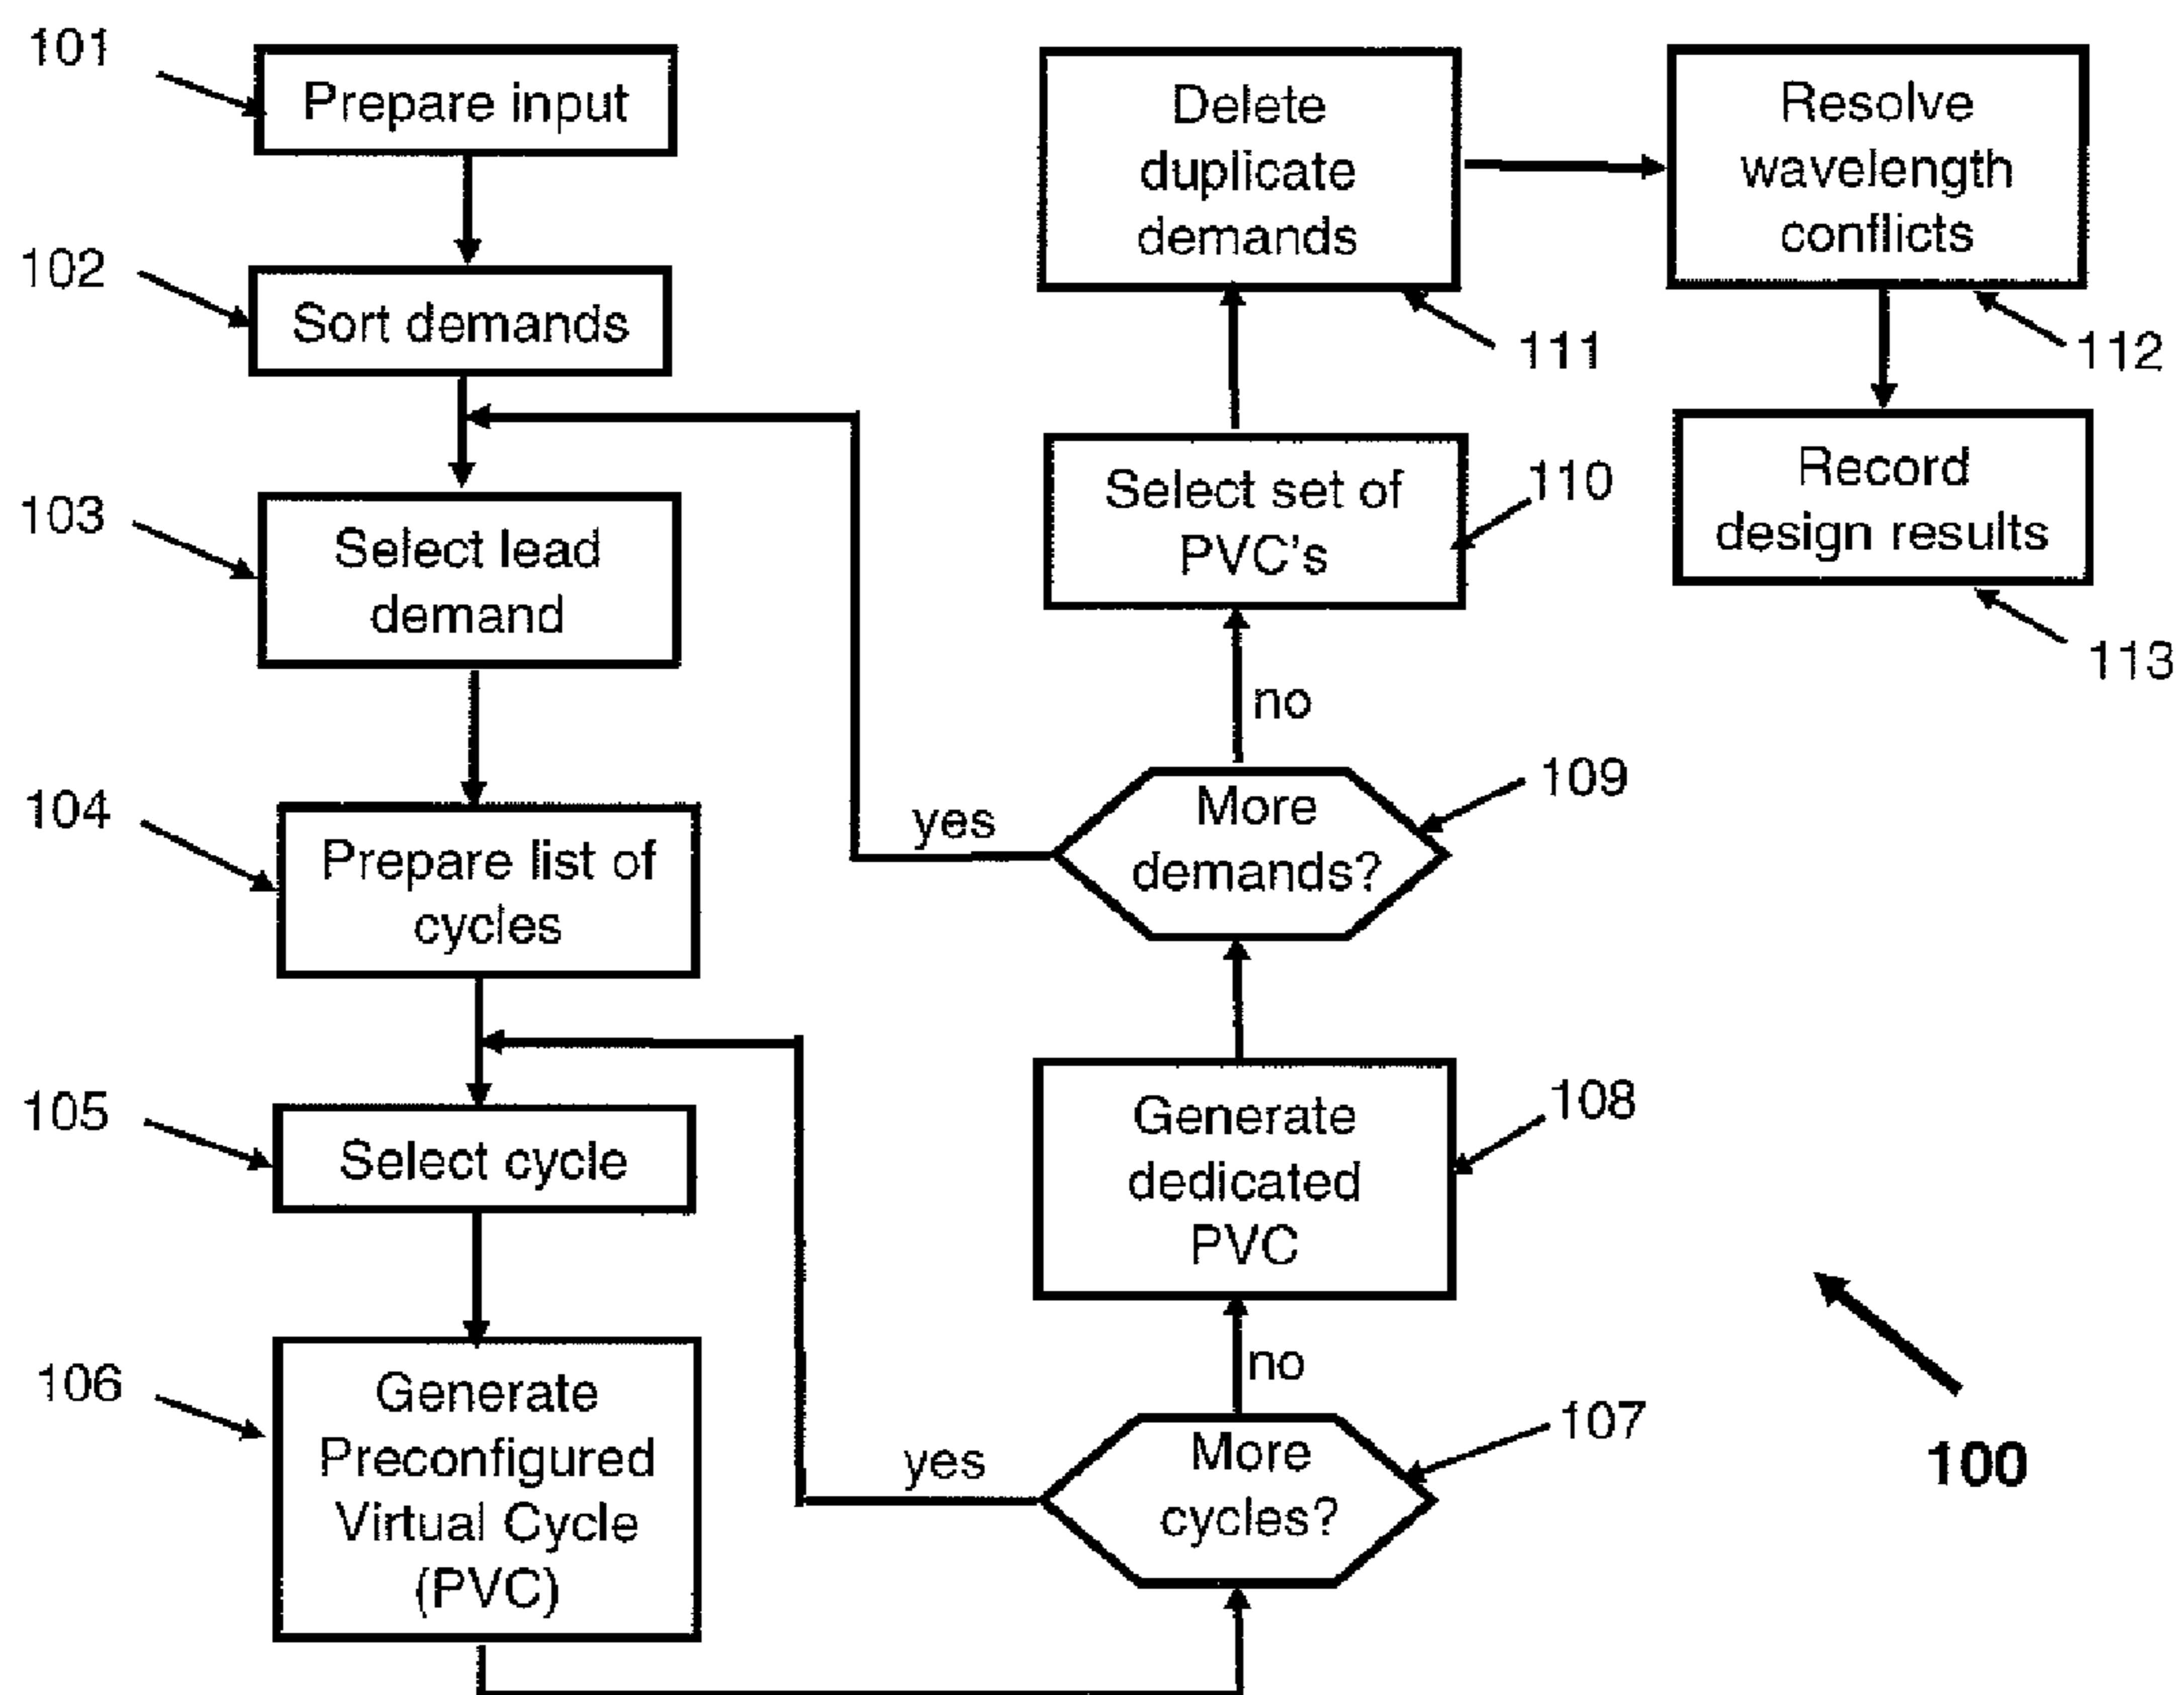 101
Prepare input
102
Sort demands
103
Select lead
demand
104
Prepare list of
cycles
105
Select cycle
106
Generate
Preconfigured
Virtual Cycle
(PVC)
yes
More
cycles?
107
no
Generate
dedicated
PVC
108
yes
More
demands?
109
no
Select set of
PVC's
110
Delete
duplicate
demands
111
Resolve
wavelength
conflicts
112
Record
design results
113
100